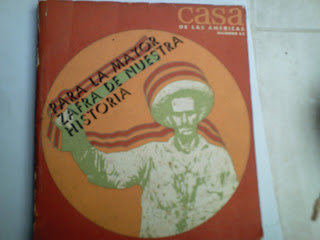 casa
DE LAS AMERICAS
PARA LA MAYOR
ZAFRA DE NUESTRA
HISTORIA